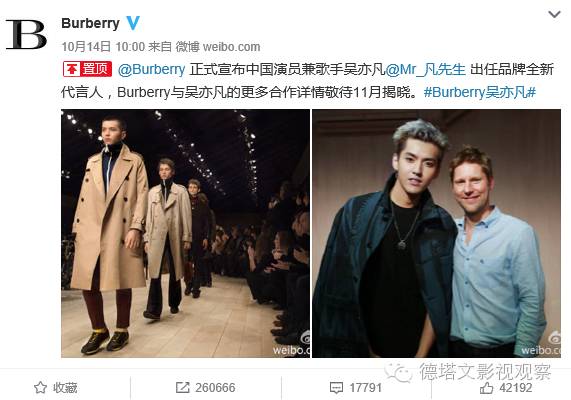 B
Burberry V
10月14日 10:00 来自 微博 weibo.com
置顶 @Burberry 正式宣布中国演员兼歌手吴亦凡@Mr_凡先生 出任品牌全新
代言人，Burberry与吴亦凡的更多合作详情敬待11月揭晓。#Burberry吴亦凡#
weibo.com
weibo.com
德塔文影视观察
收藏 260666 17791 42192